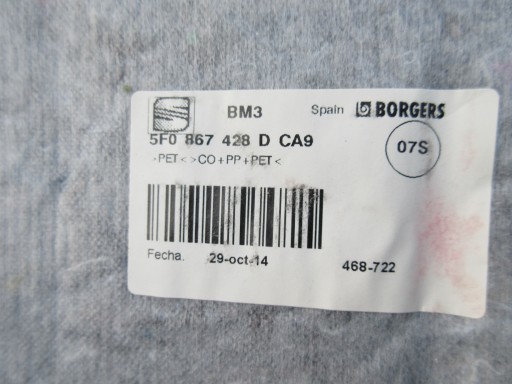 BM3 Spain BORGERS
5F0 867 428 D CA9
07S
-PET< >CO+PP+PET<
Fecha. 29-oct-14
468-722